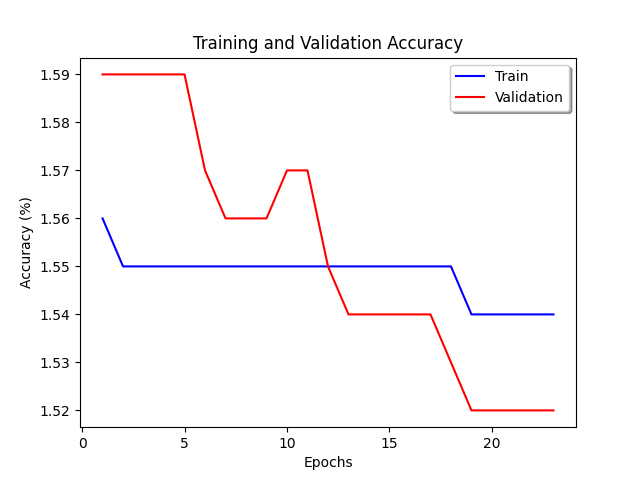 Training and Validation Accuracy
Train
Validation
1.59
1.58
1.57
1.56
1.55
1.54
1.53
1.52
Accuracy (%)
0 5 10 15 20
Epochs